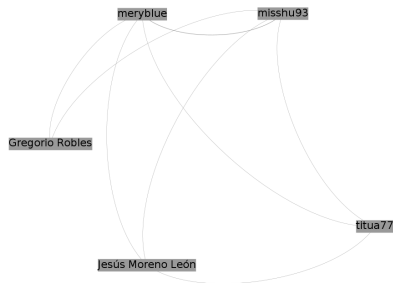 meryblue
misshu93
Gregorio Robles
titua77
Jesús Moreno León